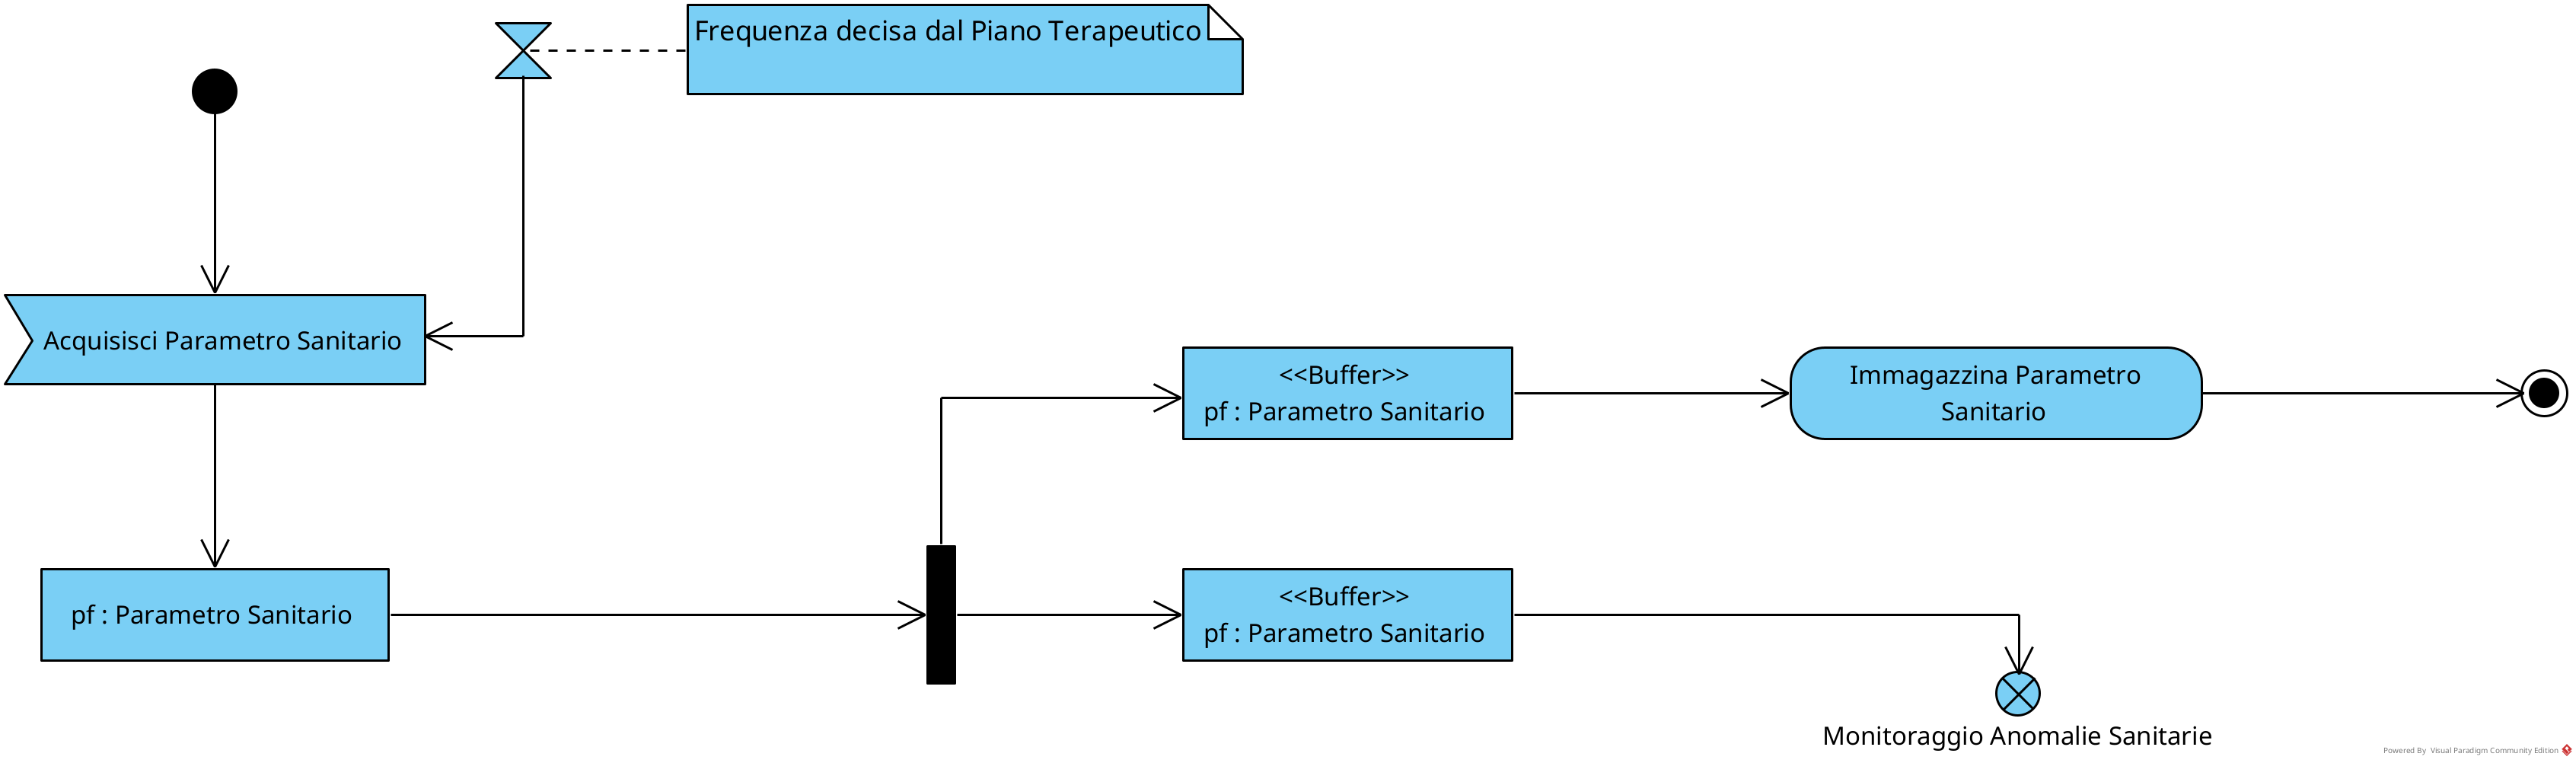 Frequenza decisa dal Piano Terapeutico
Acquisisci Parametro Sanitario
<<Buffer>>
pf : Parametro Sanitario
Immagazzina Parametro
Sanitario
pf : Parametro Sanitario
<<Buffer>>
pf : Parametro Sanitario
Monitoraggio Anomalie Sanitarie
Powered By Visual Paradigm Community Edition